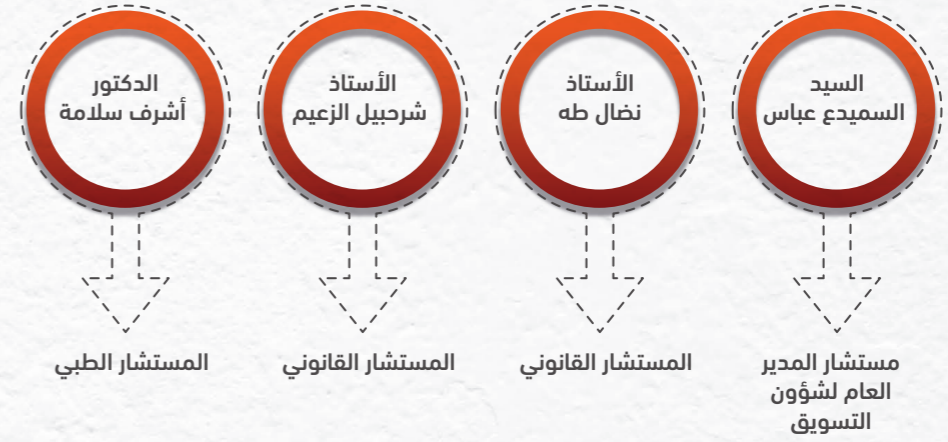 السيد
السميدع عباس
الأستاذ
نضال طه
الأستاذ
شرحبيل الزعيم
الدكتور
أشرف سلامة
مستشار المدير
العام لشؤون
التسويق
المستشار القانوني
المستشار القانوني
المستشار الطبي